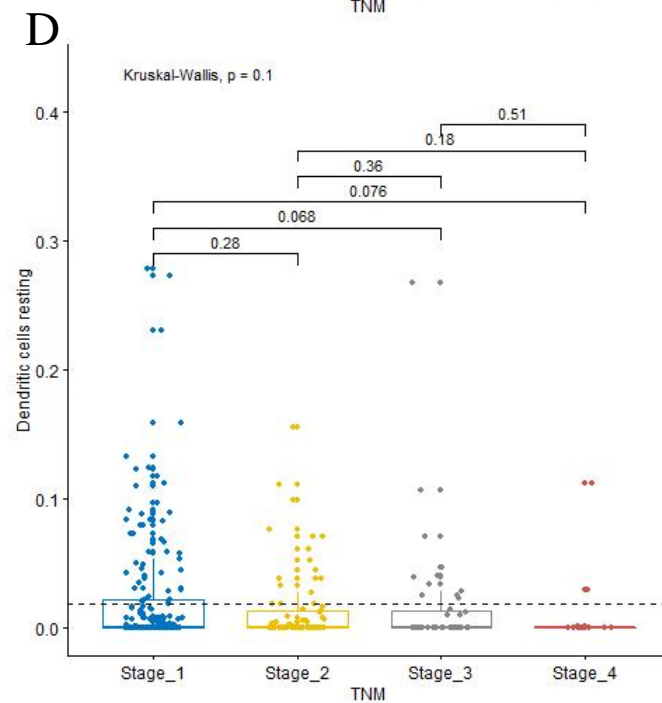 TNM
D
Kruskal-Wallis, p = 0.1
0.4
0.51
0.18
0.36
0.076
0.3
0.068
0.28
Dendritic cells resting
0.2
0.1
0.0
Stage_1 Stage_2 Stage_3 Stage_4
TNM